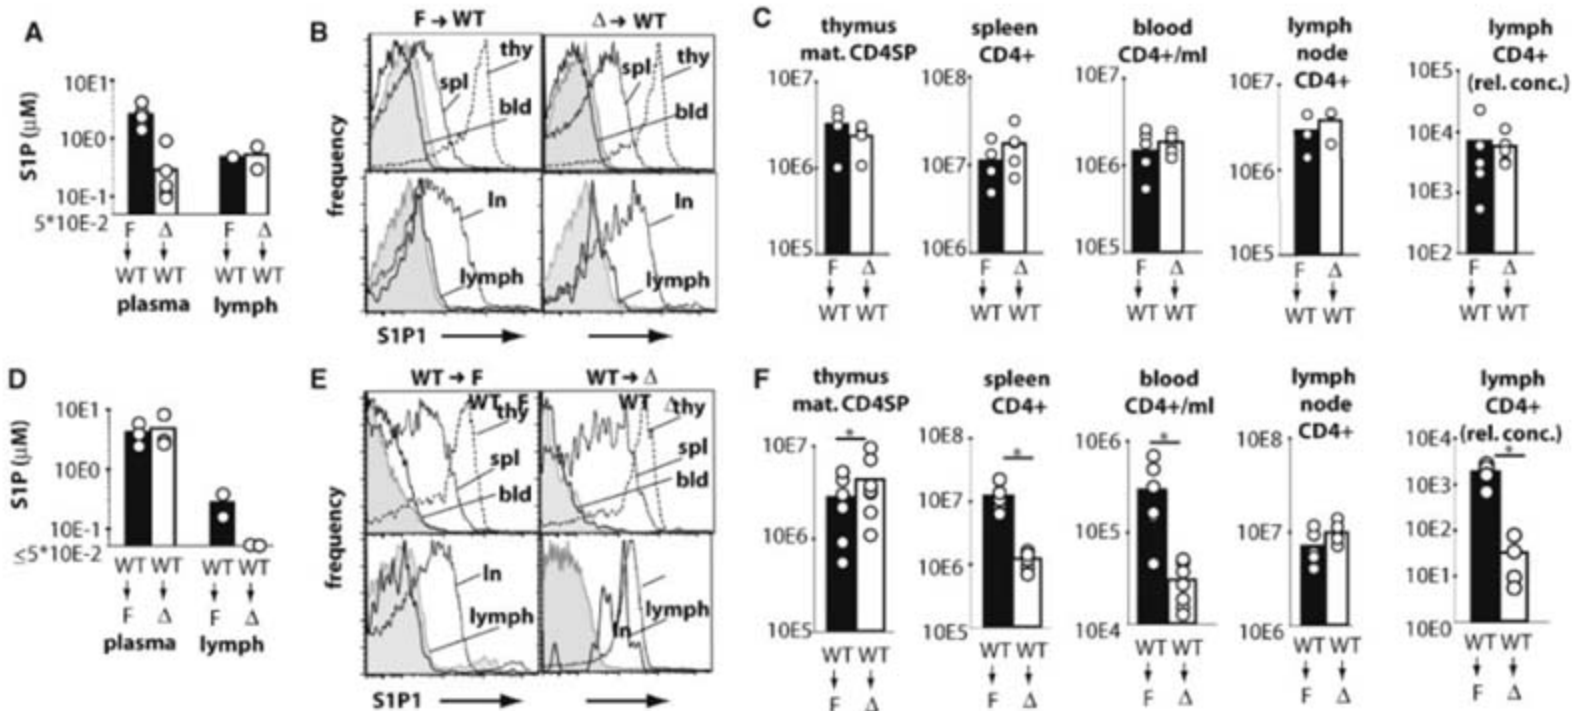 A
10E1
10E0
10E-1
5*10E-2
S1P (μM)
F Δ F Δ
WT WT WT WT
plasma lymph
B
F → WT
Δ → WT
frequency
thy
spl
bld
thy
spl
bld
ln
lymph
ln
lymph
S1P1
C
thymus
mat. CD4SP
10E7
10E6
10E5
F Δ
WT WT
spleen
CD4+
10E8
10E7
10E6
F Δ
WT WT
blood
CD4+/ml
10E7
10E6
10E5
F Δ
WT WT
lymph
node
CD4+
10E7
10E6
10E5
F Δ
WT WT
lymph
CD4+
(rel. conc.)
10E5
10E4
10E3
10E2
F Δ
WT WT
D
10E1
10E0
10E-1
≤5*10E-2
S1P (μM)
WT WT WT WT
F Δ F Δ
plasma lymph
E
WT → F
WT → Δ
WT F
WT Δ
frequency
thy
spl
bld
thy
spl
bld
ln
lymph
lymph
ln
S1P1
F
thymus
mat. CD4SP
*
10E7
10E6
10E5
WT WT
F Δ
spleen
CD4+
*
10E8
10E7
10E6
10E5
WT WT
F Δ
blood
CD4+/ml
*
10E6
10E5
10E4
WT WT
F Δ
lymph
node
CD4+
10E8
10E7
10E6
WT WT
F Δ
lymph
CD4+
(rel. conc.)
*
10E4
10E3
10E2
10E1
10E0
WT WT
F Δ